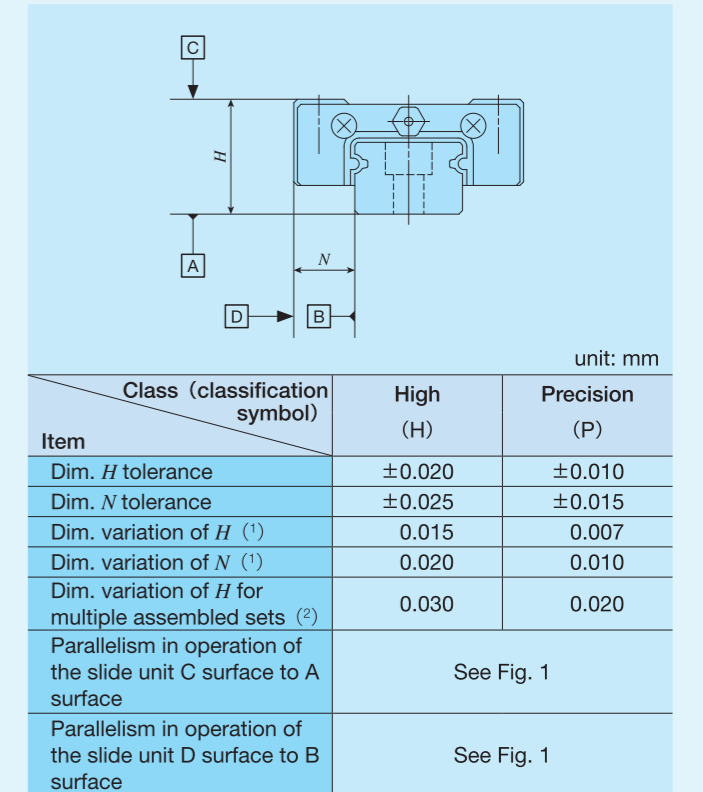 C
H
A
N
D
B
unit: mm
Class（classification
symbol）
Item
High
（H）
Precision
（P）
Dim. H tolerance
±0.020
±0.010
Dim. N tolerance
±0.025
±0.015
Dim. variation of H（¹）
0.015
0.007
Dim. variation of N（¹）
0.020
0.010
Dim. variation of H for
multiple assembled sets（²）
0.030
0.020
Parallelism in operation of
the slide unit C surface to A
surface
See Fig. 1
Parallelism in operation of
the slide unit D surface to B
surface
See Fig. 1